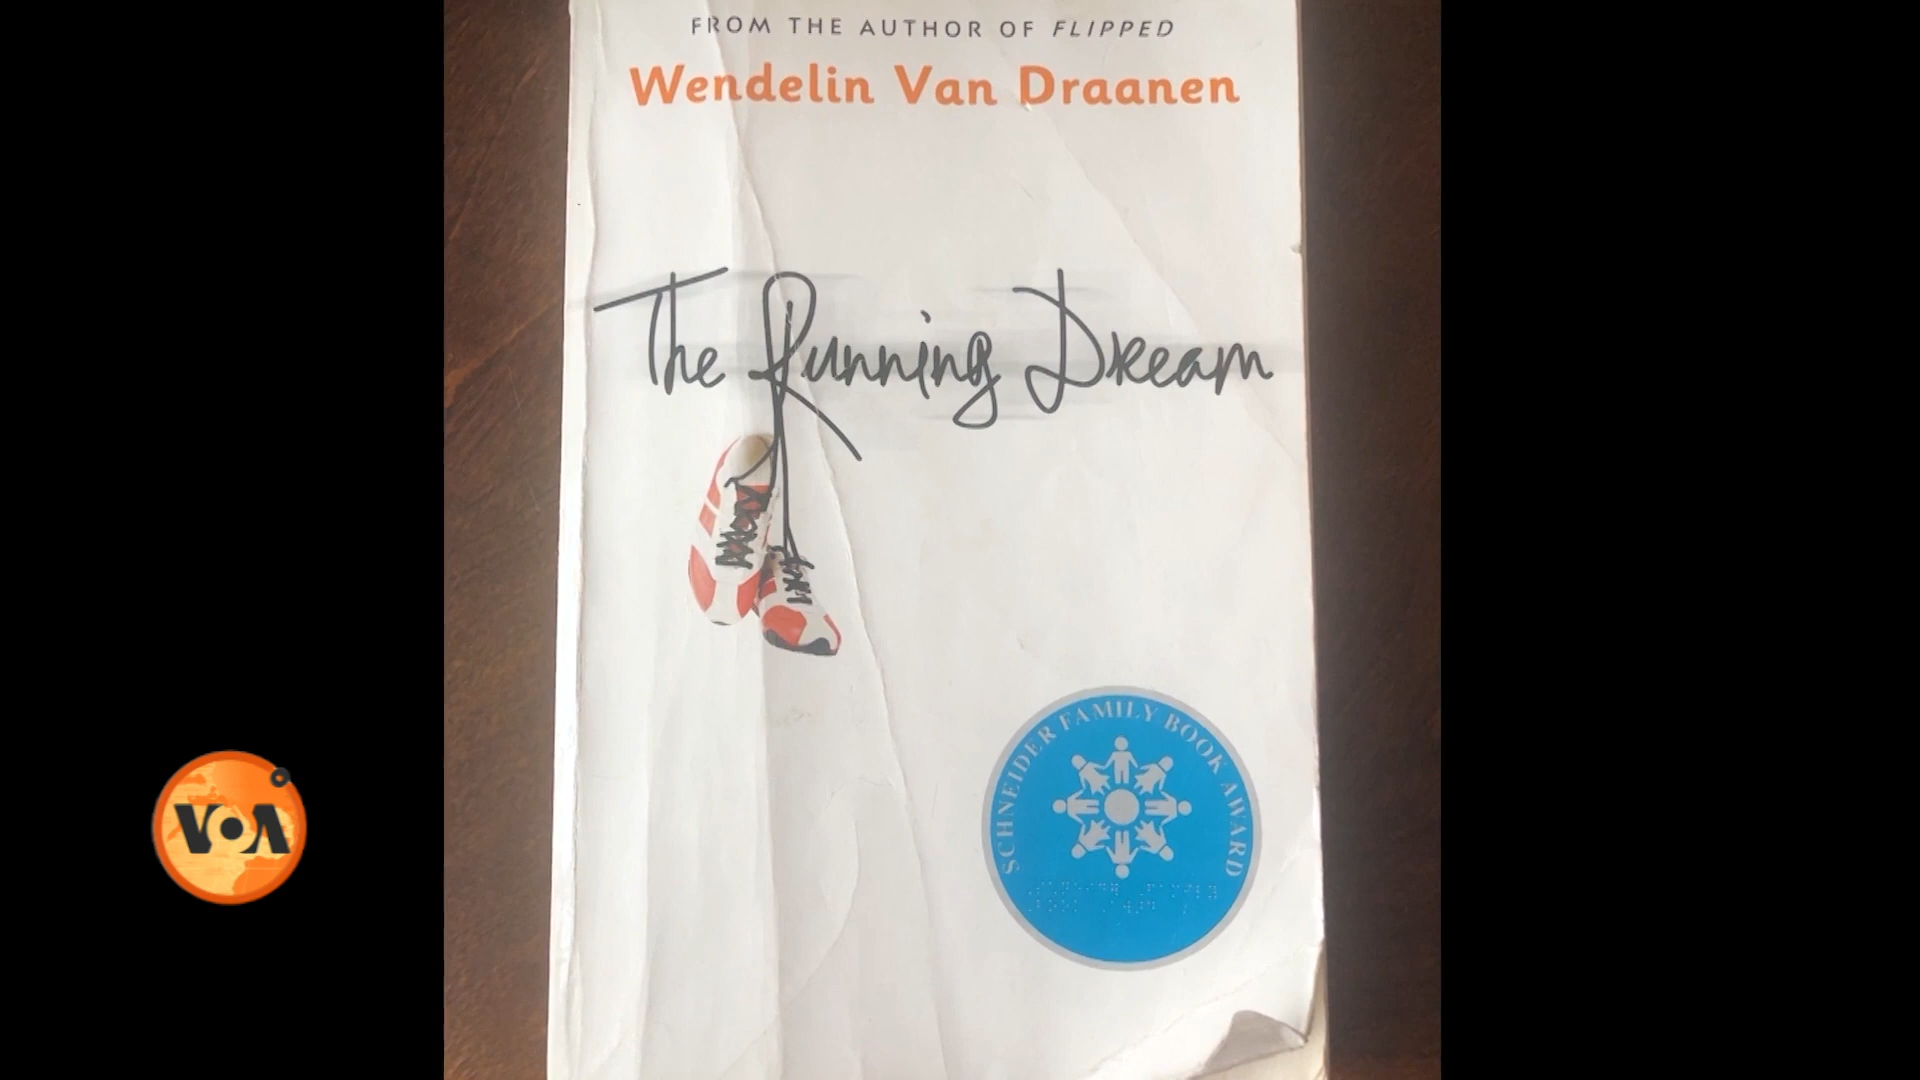 FROM THE AUTHOR OF FLIPPED
Wendelin Van Draanen
The Running Dream
SCHNEIDER FAMILY BOOK AWARD
VOA